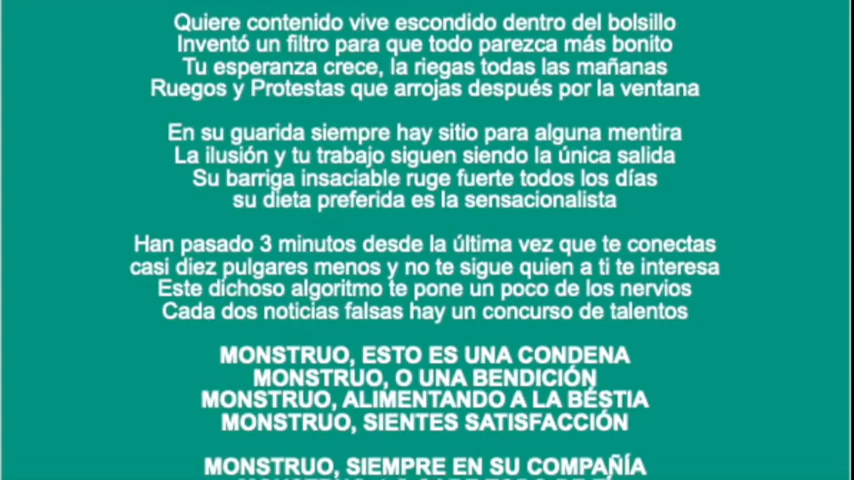 Quiere contenido vive escondido dentro del bolsillo
Inventó un filtro para que todo parezca más bonito
Tu esperanza crece, la riegas todas las mañanas
Ruegos y Protestas que arrojas después por la ventana
En su guarida siempre hay sitio para alguna mentira
La ilusión y tu trabajo siguen siendo la única salida
Su barriga insaciable ruge fuerte todos los días
su dieta preferida es la sensacionalista
Han pasado 3 minutos desde la última vez que te conectas
casi diez pulgares menos y no te sigue quien a ti te interesa
Este dichoso algoritmo te pone un poco de los nervios
Cada dos noticias falsas hay un concurso de talentos
MONSTRUO, ESTO ES UNA CONDENA
MONSTRUO, O UNA BENDICIÓN
MONSTRUO, ALIMENTANDO A LA BESTIA
MONSTRUO, SIENTES SATISFACCIÓN
MONSTRUO, SIEMPRE EN SU COMPAÑÍA